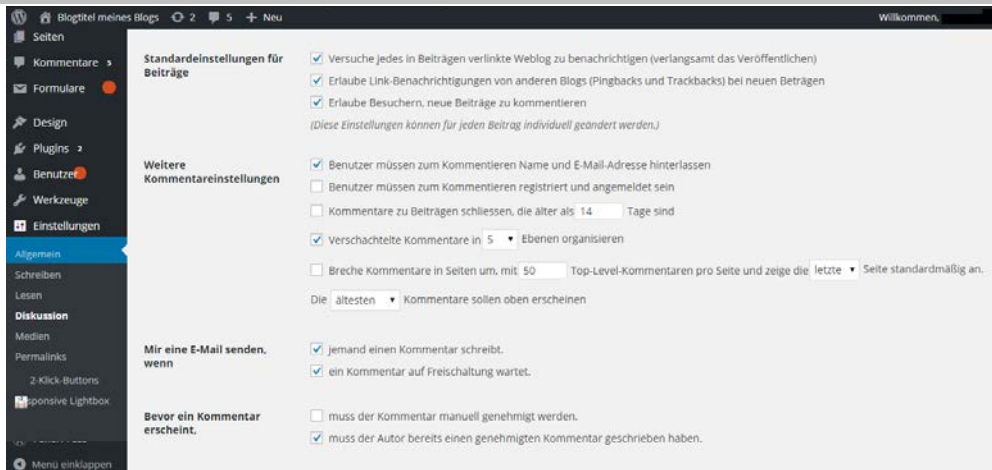 Blogtitel meines Blogs 2 5 + Neu Willkommen,
Seiten
Kommentare 5
Formulare
Design
Plugins 2
Benutzer
Werkzeuge
Einstellungen
Allgemein
Schreiben
Lesen
Diskussion
Medien
Permalinks
2-Klick-Buttons
sponsive Lightbox
Menü einklappen
Standardeinstellungen für
Beiträge
Versuche jedes in Beiträgen verlinkte Weblog zu benachrichtigen (verlangsamt das Veröffentlichen)
Erlaube Link-Benachrichtigungen von anderen Blogs (Pingbacks und Trackbacks) bei neuen Beträgen
Erlaube Besuchern, neue Beiträge zu kommentieren
(Diese Einstellungen können für jeden Beitrag individuell geändert werden.)
Weitere
Kommentareinstellungen
Benutzer müssen zum Kommentieren Name und E-Mail-Adresse hinterlassen
Benutzer müssen zum Kommentieren registriert und angemeldet sein
Kommentare zu Beiträgen schliessen, die älter als 14 Tage sind
Verschachtelte Kommentare in 5 Ebenen organisieren
Breche Kommentare in Seiten um, mit 50 Top-Level-Kommentaren pro Seite und zeige die letzte Seite standardmäßig an.
Die ältesten Kommentare sollen oben erscheinen
Mir eine E-Mail senden,
wenn
jemand einen Kommentar schreibt.
ein Kommentar auf Freischaltung wartet.
Bevor ein Kommentar
erscheint,
muss der Kommentar manuell genehmigt werden.
muss der Autor bereits einen genehmigten Kommentar geschrieben haben.